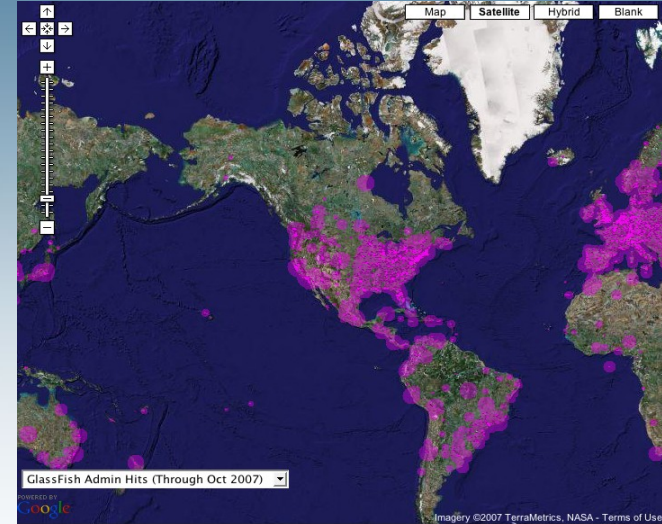 Map Satellite Hybrid Blank
GlassFish Admin Hits (Through Oct 2007)
POWERED BY
Google
Imagery ©2007 TerraMetrics, NASA - Terms of Use